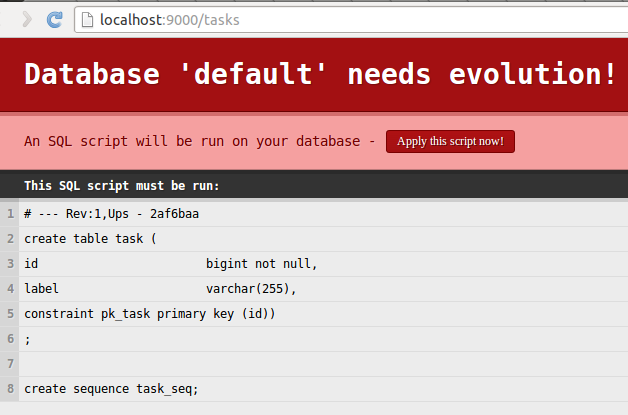 localhost:9000/tasks
Database 'default' needs evolution!
An SQL script will be run on your database - Apply this script now!
This SQL script must be run:
1 # --- Rev:1,Ups - 2af6baa
2 create table task (
3 id                        bigint not null,
4 label                     varchar(255),
5 constraint pk_task primary key (id))
6 ;
7
8 create sequence task_seq;